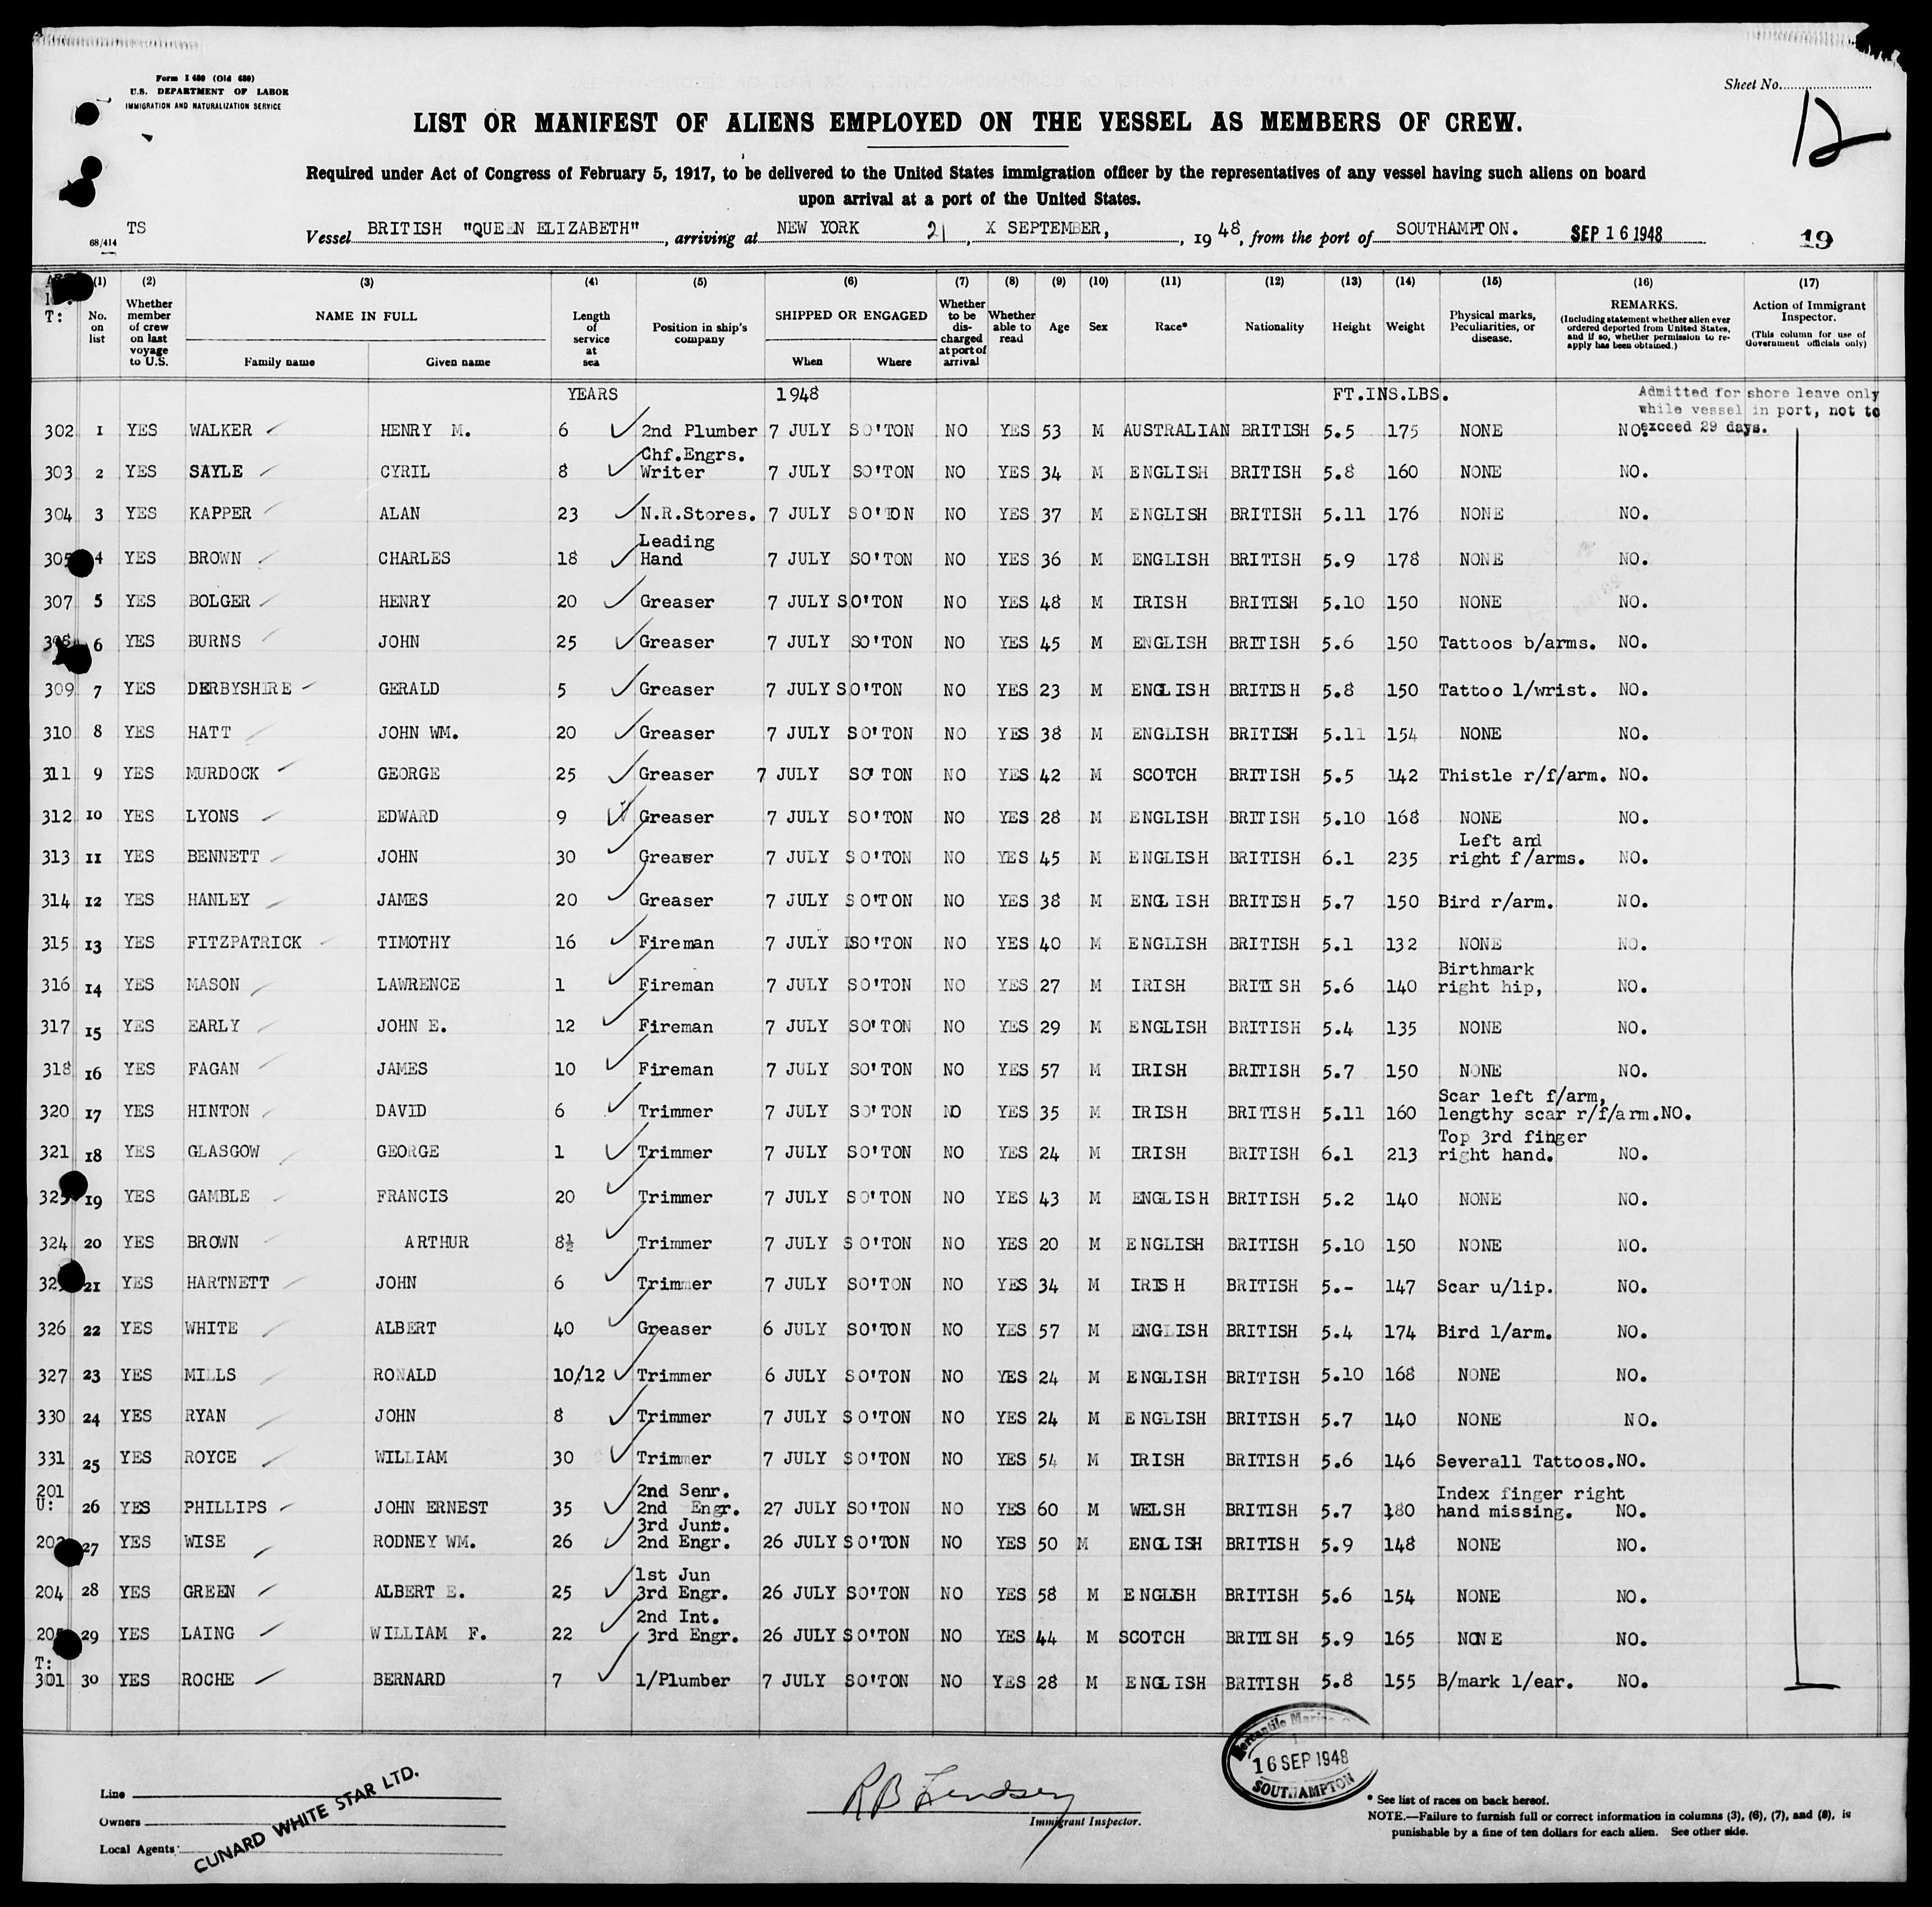 Form I 480 (Old 680)
U.S. DEPARTMENT OF LABOR
IMMIGRATION AND NATURALIZATION SERVICE
Sheet No.
12
LIST OR MANIFEST OF ALIENS EMPLOYED ON THE VESSEL AS MEMBERS OF CREW.
Required under Act of Congress of February 5, 1917, to be delivered to the United States immigration officer by the representatives of any vessel having such aliens on board
upon arrival at a port of the United States.
TS
68/414
Vessel BRITISH "QUEEN ELIZABETH", arriving at NEW YORK 21, X SEPTEMBER, , 1948, from the port of SOUTHAMPTON. SEP 16 1948 19
T:
(1) (2) (3) (4) (5) (6) (7) (8) (9) (10) (11) (12) (13) (14) (15) (16) (17)
No. on list
Whether member of crew on last voyage to U.S.
NAME IN FULL
Family name Given name
Length of service at sea
Position in ship's company
SHIPPED OR ENGAGED
When Where
Whether to be discharged at port of arrival
Whether able to read
Age
Sex
Race*
Nationality
Height
Weight
Physical marks, Peculiarities, or disease.
REMARKS.
(Including statement whether alien ever ordered deported from United States, and if so, whether permission to re-apply has been obtained.)
Action of Immigrant Inspector.
(This column for use of Government officials only)
YEARS 1948 FT.INS.LBS.
Admitted for shore leave only
while vessel in port, not to
exceed 29 days.
302 1 YES WALKER HENRY M. 6 2nd Plumber 7 JULY SO'TON NO YES 53 M AUSTRALIAN BRITISH 5.5 175 NONE NO.
Chf.Engrs.
303 2 YES SAYLE CYRIL 8 Writer 7 JULY SO'TON NO YES 34 M ENGLISH BRITISH 5.8 160 NONE NO.
304 3 YES KAPPER ALAN 23 N.R.Stores. 7 JULY SO'TON NO YES 37 M ENGLISH BRITISH 5.11 176 NONE NO.
Leading
305 4 YES BROWN CHARLES 18 Hand 7 JULY SO'TON NO YES 36 M ENGLISH BRITISH 5.9 178 NONE NO.
307 5 YES BOLGER HENRY 20 Greaser 7 JULY SO'TON NO YES 48 M IRISH BRITISH 5.10 150 NONE NO.
308 6 YES BURNS JOHN 25 Greaser 7 JULY SO'TON NO YES 45 M ENGLISH BRITISH 5.6 150 Tattoos b/arms. NO.
309 7 YES DERBYSHIRE GERALD 5 Greaser 7 JULY SO'TON NO YES 23 M ENGLISH BRITISH 5.8 150 Tattoo l/wrist. NO.
310 8 YES HATT JOHN WM. 20 Greaser 7 JULY SO'TON NO YES 38 M ENGLISH BRITISH 5.11 154 NONE NO.
311 9 YES MURDOCK GEORGE 25 Greaser 7 JULY SO'TON NO YES 42 M SCOTCH BRITISH 5.5 142 Thistle r/f/arm. NO.
312 10 YES LYONS EDWARD 9 Greaser 7 JULY SO'TON NO YES 28 M ENGLISH BRITISH 5.10 168 NONE NO.
Left and
313 11 YES BENNETT JOHN 30 Greaser 7 JULY SO'TON NO YES 45 M ENGLISH BRITISH 6.1 235 right f/arms. NO.
314 12 YES HANLEY JAMES 20 Greaser 7 JULY SO'TON NO YES 38 M ENGLISH BRITISH 5.7 150 Bird r/arm. NO.
315 13 YES FITZPATRICK TIMOTHY 16 Fireman 7 JULY SO'TON NO YES 40 M ENGLISH BRITISH 5.1 132 NONE NO.
Birthmark
316 14 YES MASON LAWRENCE 1 Fireman 7 JULY SO'TON NO YES 27 M IRISH BRITISH 5.6 140 right hip, NO.
317 15 YES EARLY JOHN E. 12 Fireman 7 JULY SO'TON NO YES 29 M ENGLISH BRITISH 5.4 135 NONE NO.
318 16 YES FAGAN JAMES 10 Fireman 7 JULY SO'TON NO YES 57 M IRISH BRITISH 5.7 150 NONE NO.
Scar left f/arm,
320 17 YES HINTON DAVID 6 Trimmer 7 JULY SO'TON NO YES 35 M IRISH BRITISH 5.11 160 lengthy scar r/f/arm.NO.
Top 3rd finger
321 18 YES GLASGOW GEORGE 1 Trimmer 7 JULY SO'TON NO YES 24 M IRISH BRITISH 6.1 213 right hand. NO.
323 19 YES GAMBLE FRANCIS 20 Trimmer 7 JULY SO'TON NO YES 43 M ENGLISH BRITISH 5.2 140 NONE NO.
324 20 YES BROWN ARTHUR 8½ Trimmer 7 JULY SO'TON NO YES 20 M ENGLISH BRITISH 5.10 150 NONE NO.
21 YES HARTNETT JOHN 6 Trimmer 7 JULY SO'TON NO YES 34 M IRISH BRITISH 5.- 147 Scar u/lip. NO.
326 22 YES WHITE ALBERT 40 Greaser 6 JULY SO'TON NO YES 57 M ENGLISH BRITISH 5.4 174 Bird l/arm. NO.
327 23 YES MILLS RONALD 10/12 Trimmer 6 JULY SO'TON NO YES 24 M ENGLISH BRITISH 5.10 168 NONE NO.
330 24 YES RYAN JOHN 8 Trimmer 7 JULY SO'TON NO YES 24 M ENGLISH BRITISH 5.7 140 NONE NO.
331 25 YES ROYCE WILLIAM 30 Trimmer 7 JULY SO'TON NO YES 54 M IRISH BRITISH 5.6 146 Severall Tattoos.NO.
201 2nd Senr. Index finger right
U: 26 YES PHILLIPS JOHN ERNEST 35 2nd Engr. 27 JULY SO'TON NO YES 60 M WELSH BRITISH 5.7 180 hand missing. NO.
3rd Junr.
27 YES WISE RODNEY WM. 26 2nd Engr. 26 JULY SO'TON NO YES 50 M ENGLISH BRITISH 5.9 148 NONE NO.
1st Jun
204 28 YES GREEN ALBERT E. 25 3rd Engr. 26 JULY SO'TON NO YES 58 M ENGLISH BRITISH 5.6 154 NONE NO.
2nd Int.
205 29 YES LAING WILLIAM F. 22 3rd Engr. 26 JULY SO'TON NO YES 44 M SCOTCH BRITISH 5.9 165 NONE NO.
T:
301 30 YES ROCHE BERNARD 7 1/Plumber 7 JULY SO'TON NO YES 28 M ENGLISH BRITISH 5.8 155 B/mark l/ear. NO.
Mercantile Marine
16 SEP 1948
SOUTHAMPTON
Line
Owners
Local Agents
CUNARD WHITE STAR LTD.
R B Lindsey
Immigrant Inspector.
* See list of races on back hereof.
NOTE.—Failure to furnish full or correct information in columns (3), (6), (7), and (8), is
punishable by a fine of ten dollars for each alien. See other side.